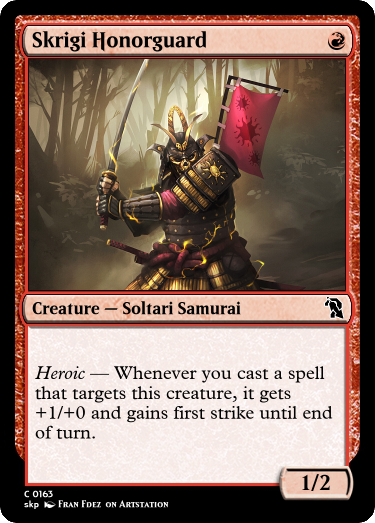 Skrigi Honorguard
Creature — Soltari Samurai
Heroic — Whenever you cast a spell
that targets this creature, it gets
+1/+0 and gains first strike until end
of turn.
1/2
C 0163
skp Fran Fdez on Artstation